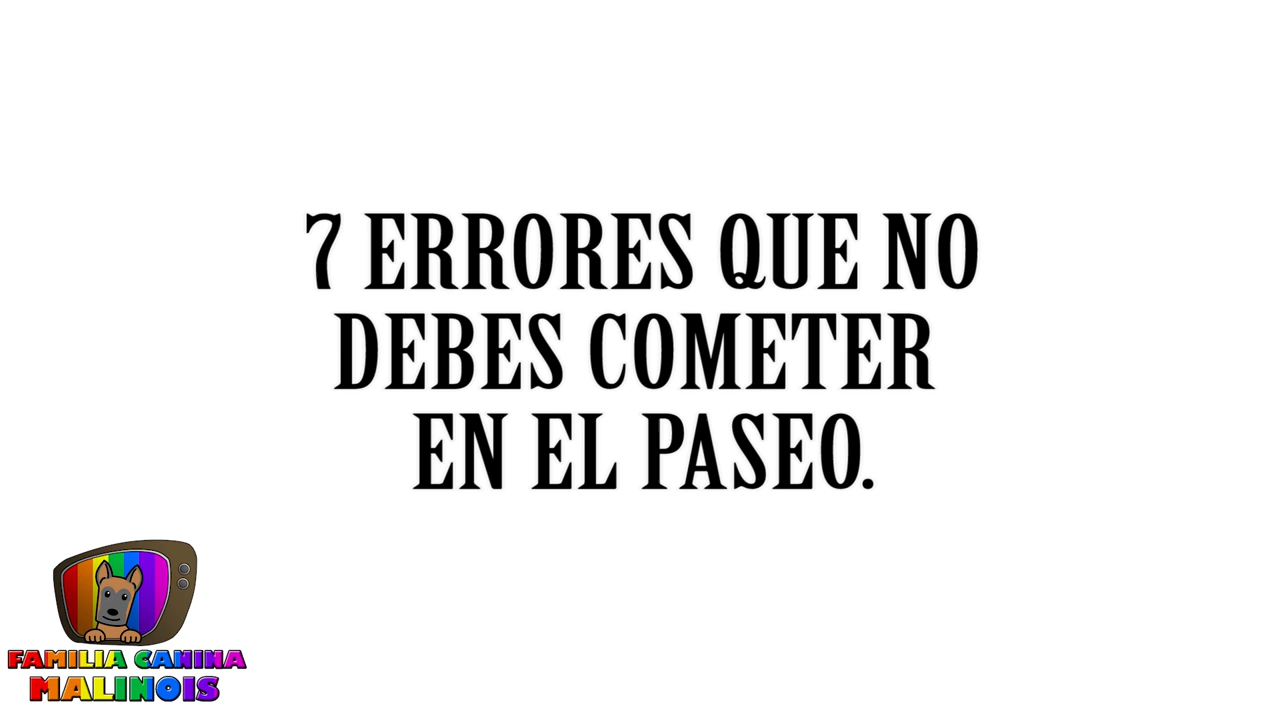 7 ERRORES QUE NO
DEBES COMETER
EN EL PASEO.
FAMILIA CANINA
MALINOIS